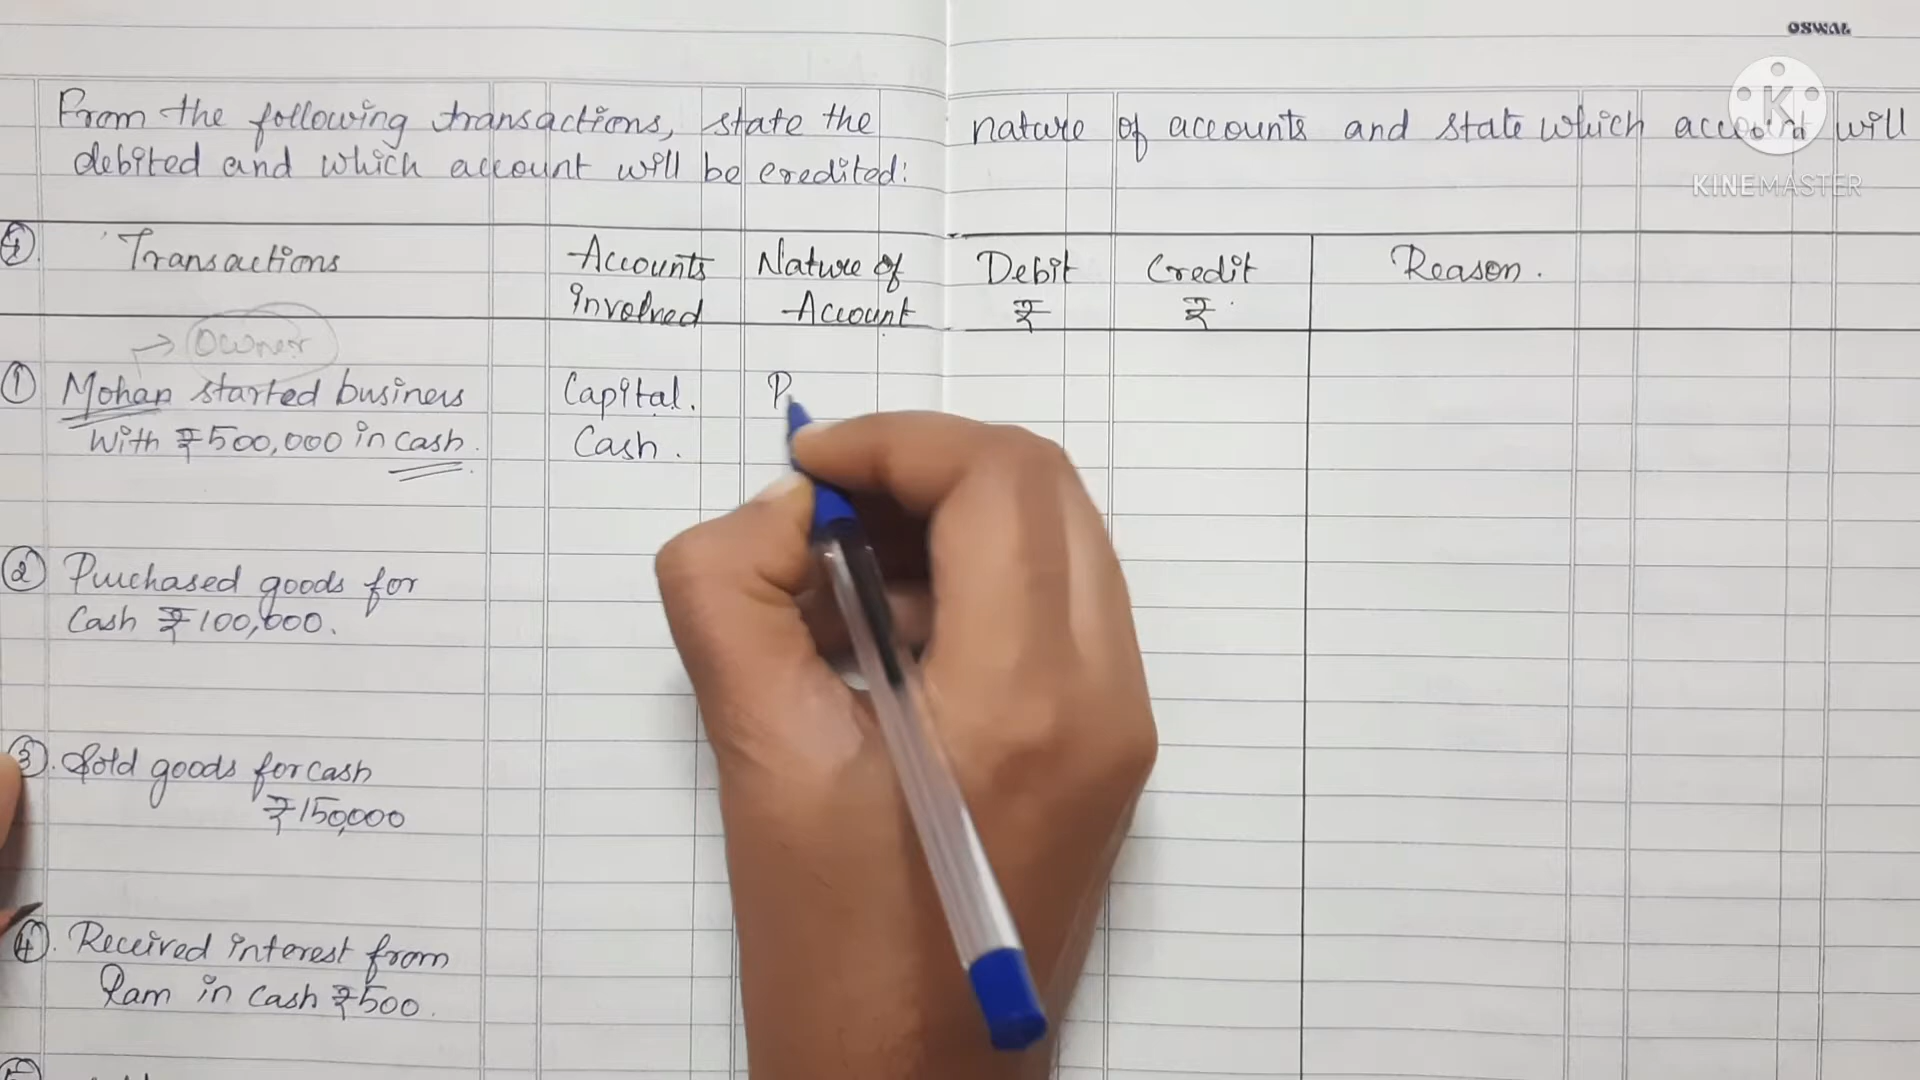 OSWAL
K
KINEMASTER
From the following transactions, state the nature of accounts and state which account will
debited and which account will be credited:
Transactions
Accounts involved
Nature of Account
Debit ₹
Credit ₹
Reason.
→ Owner
① Mohan started business
With ₹500,000 in cash.
Capital.
Cash.
P
② Purchased goods for
Cash ₹100,000.
③. Sold goods for cash
₹150,000
④. Received interest from
Ram in cash ₹500.